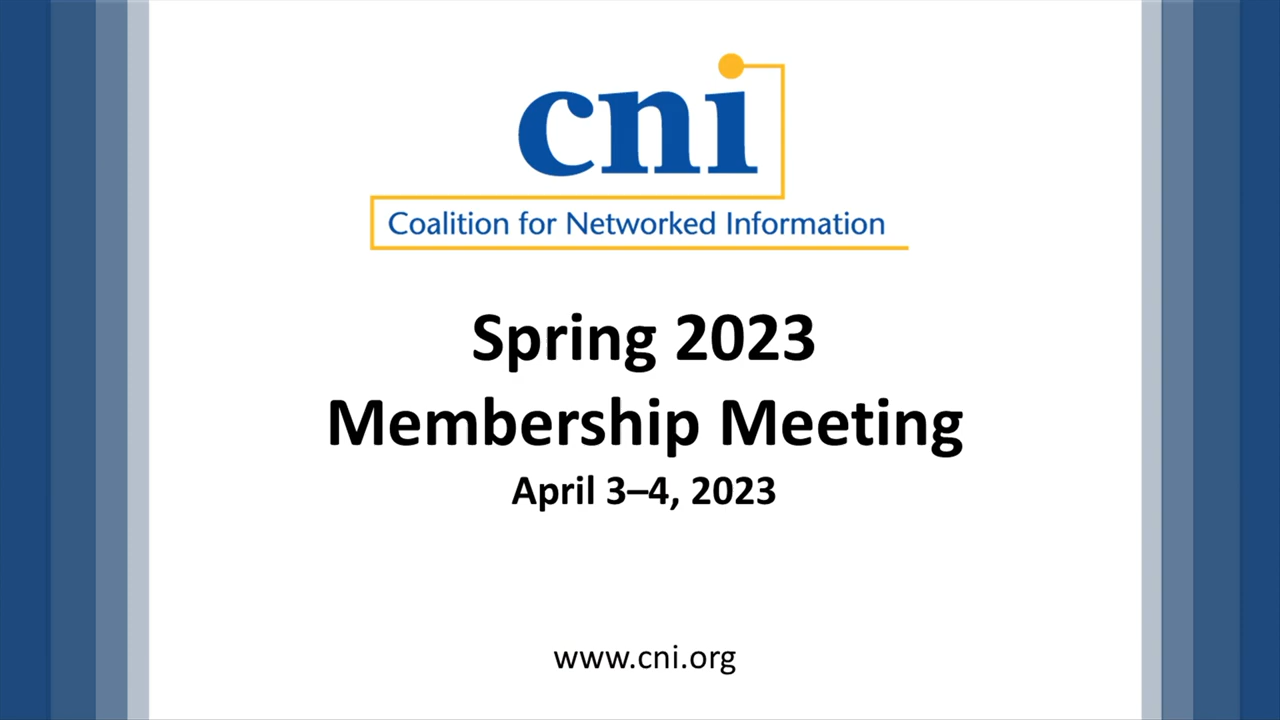 cni
Coalition for Networked Information
Spring 2023
Membership Meeting
April 3–4, 2023
www.cni.org